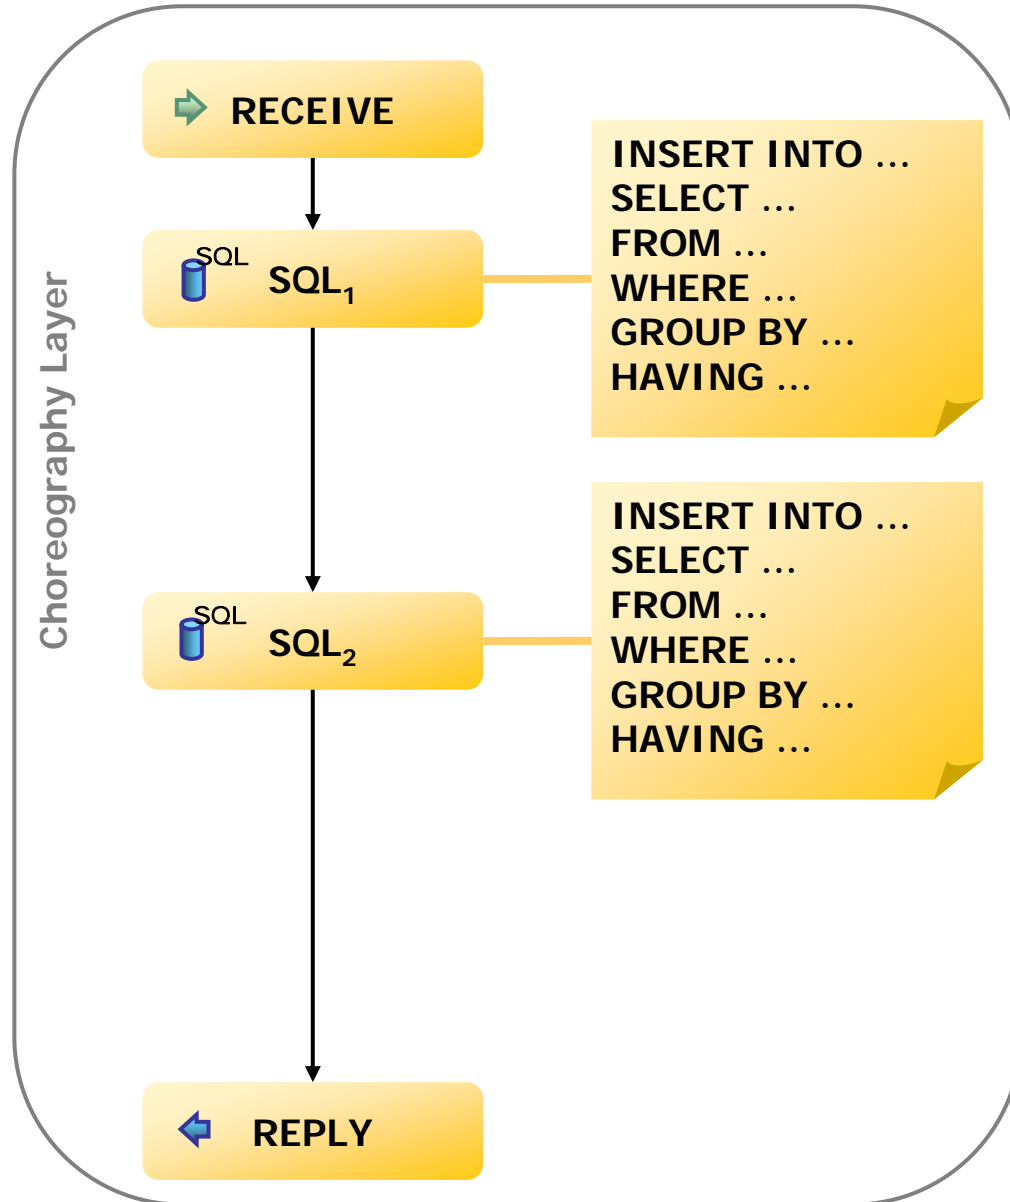 Choreography Layer
RECEIVE
SQL
SQL₁
INSERT INTO …
SELECT …
FROM …
WHERE …
GROUP BY …
HAVING …
SQL
SQL₂
INSERT INTO …
SELECT …
FROM …
WHERE …
GROUP BY …
HAVING …
REPLY